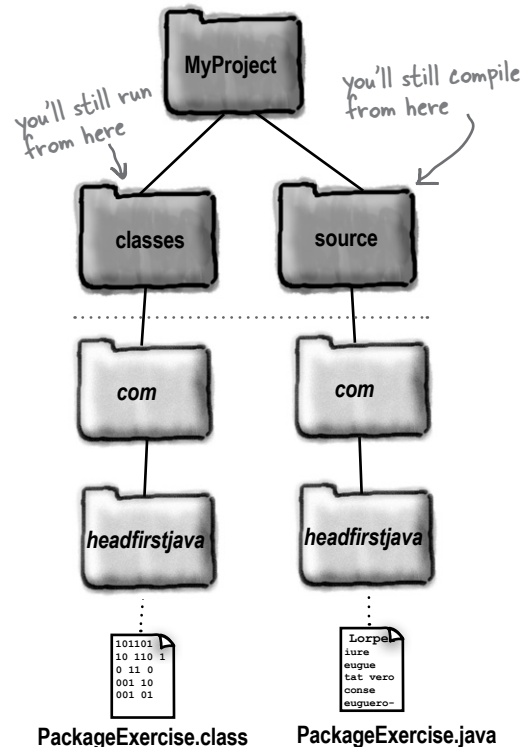 MyProject
you'll still run
from here
you'll still compile
from here
classes
source
com
com
headfirstjava
headfirstjava
101101
10 110 1
0 11 0
001 10
001 01
Lorpe
iure
eugue
tat vero
conse
euguero-
PackageExercise.class
PackageExercise.java